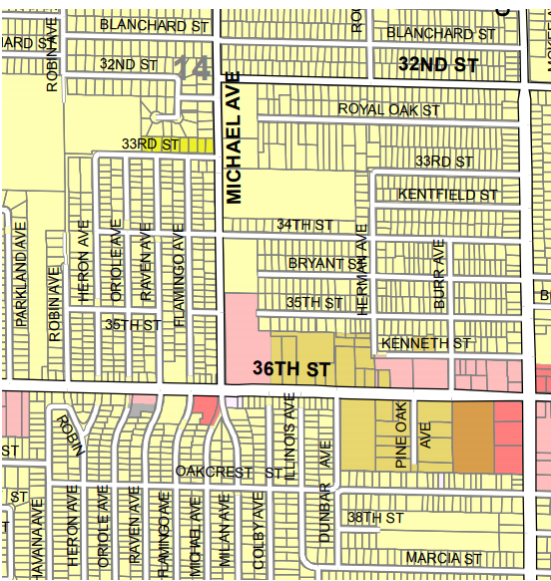 BLANCHARD ST
BLANCHARD ST
ARD ST
ROBIN AVE
32ND ST
14
32ND ST
MICHAEL AVE
ROYAL OAK ST
33RD ST
33RD ST
KENTFIELD ST
34TH ST
PARKLAND AVE
ROBIN AVE
HERON AVE
ORIOLE AVE
RAVEN AVE
FLAMINGO AVE
HERMAN AVE
BURR AVE
BRYANT ST
35TH ST
35TH ST
KENNETH ST
36TH ST
ROBIN
ILLINOIS AVE
DUNBAR AVE
PINE OAK
AVE
ST
OAKCREST ST
ST
HAVANA AVE
HERON AVE
ORIOLE AVE
RAVEN AVE
FLAMINGO AVE
MICHAEL AVE
MILAN AVE
COLBY AVE
38TH ST
MARCIA ST